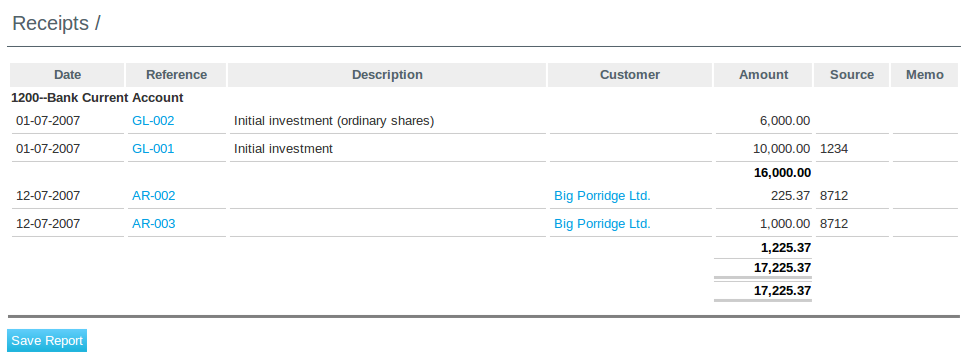 Receipts /
Date Reference Description Customer Amount Source Memo
1200--Bank Current Account
01-07-2007 GL-002 Initial investment (ordinary shares) 6,000.00
01-07-2007 GL-001 Initial investment 10,000.00 1234
16,000.00
12-07-2007 AR-002 Big Porridge Ltd. 225.37 8712
12-07-2007 AR-003 Big Porridge Ltd. 1,000.00 8712
1,225.37
17,225.37
17,225.37
Save Report